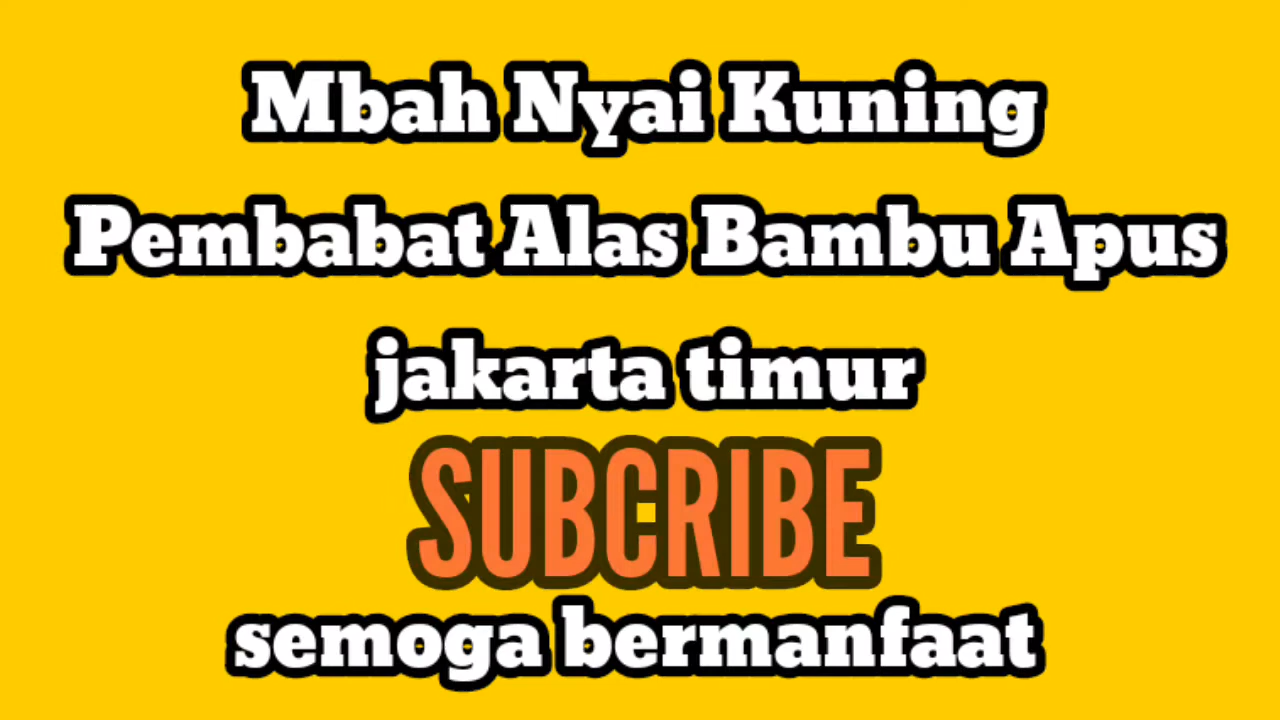 Mbah Nyai Kuning
Pembabat Alas Bambu Apus
jakarta timur
SUBCRIBE
semoga bermanfaat